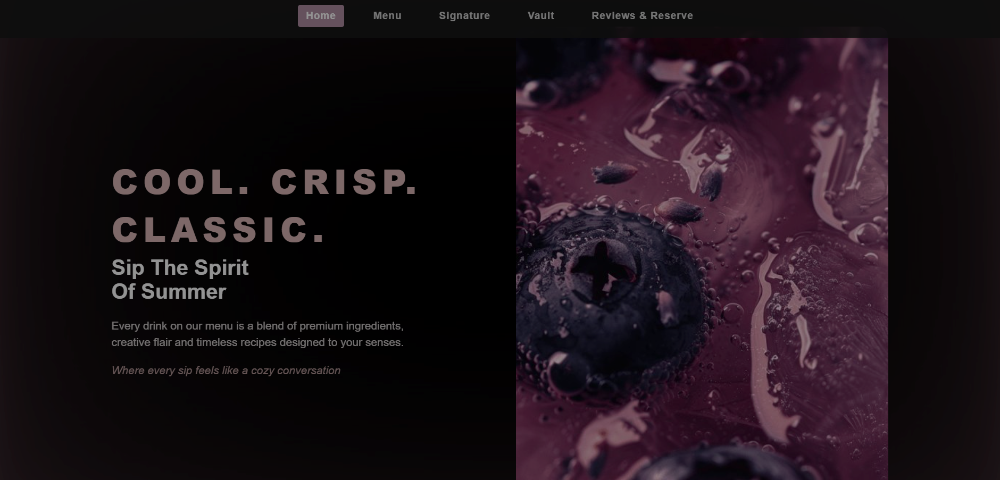 Home Menu Signature Vault Reviews & Reserve
COOL. CRISP.
CLASSIC.
Sip The Spirit
Of Summer
Every drink on our menu is a blend of premium ingredients,
creative flair and timeless recipes designed to your senses.
Where every sip feels like a cozy conversation